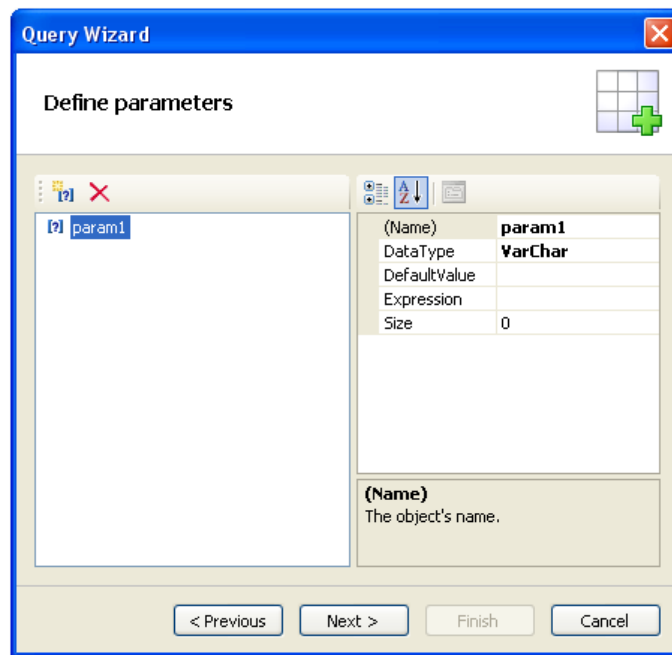 Query Wizard
Define parameters
[?]
[?] param1
A
Z
(Name) param1
DataType VarChar
DefaultValue
Expression
Size 0
(Name)
The object's name.
< Previous Next > Finish Cancel